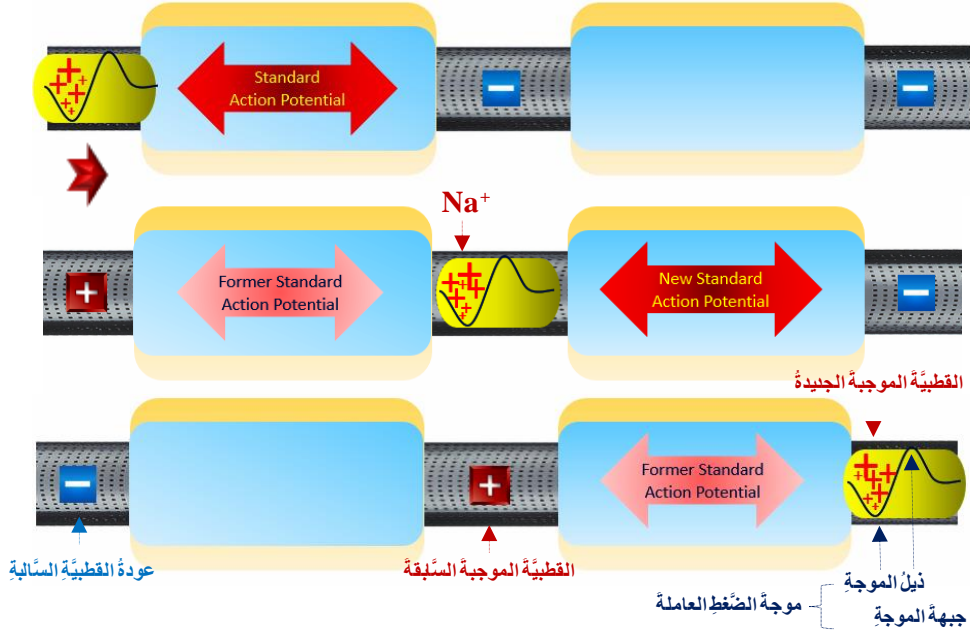 Standard
Action Potential
Na⁺
Former Standard
Action Potential
New Standard
Action Potential
القطبيَّةَ الموجبةَ الجديدةُ
Former Standard
Action Potential
عودةُ القطبيَّةِ السَّالبةِ
القطبيَّةَ الموجبةَ السَّابقةَ
ذيلُ الموجةِ
موجةَ الضَّغطِ العاملةَ
جبهةَ الموجةِ